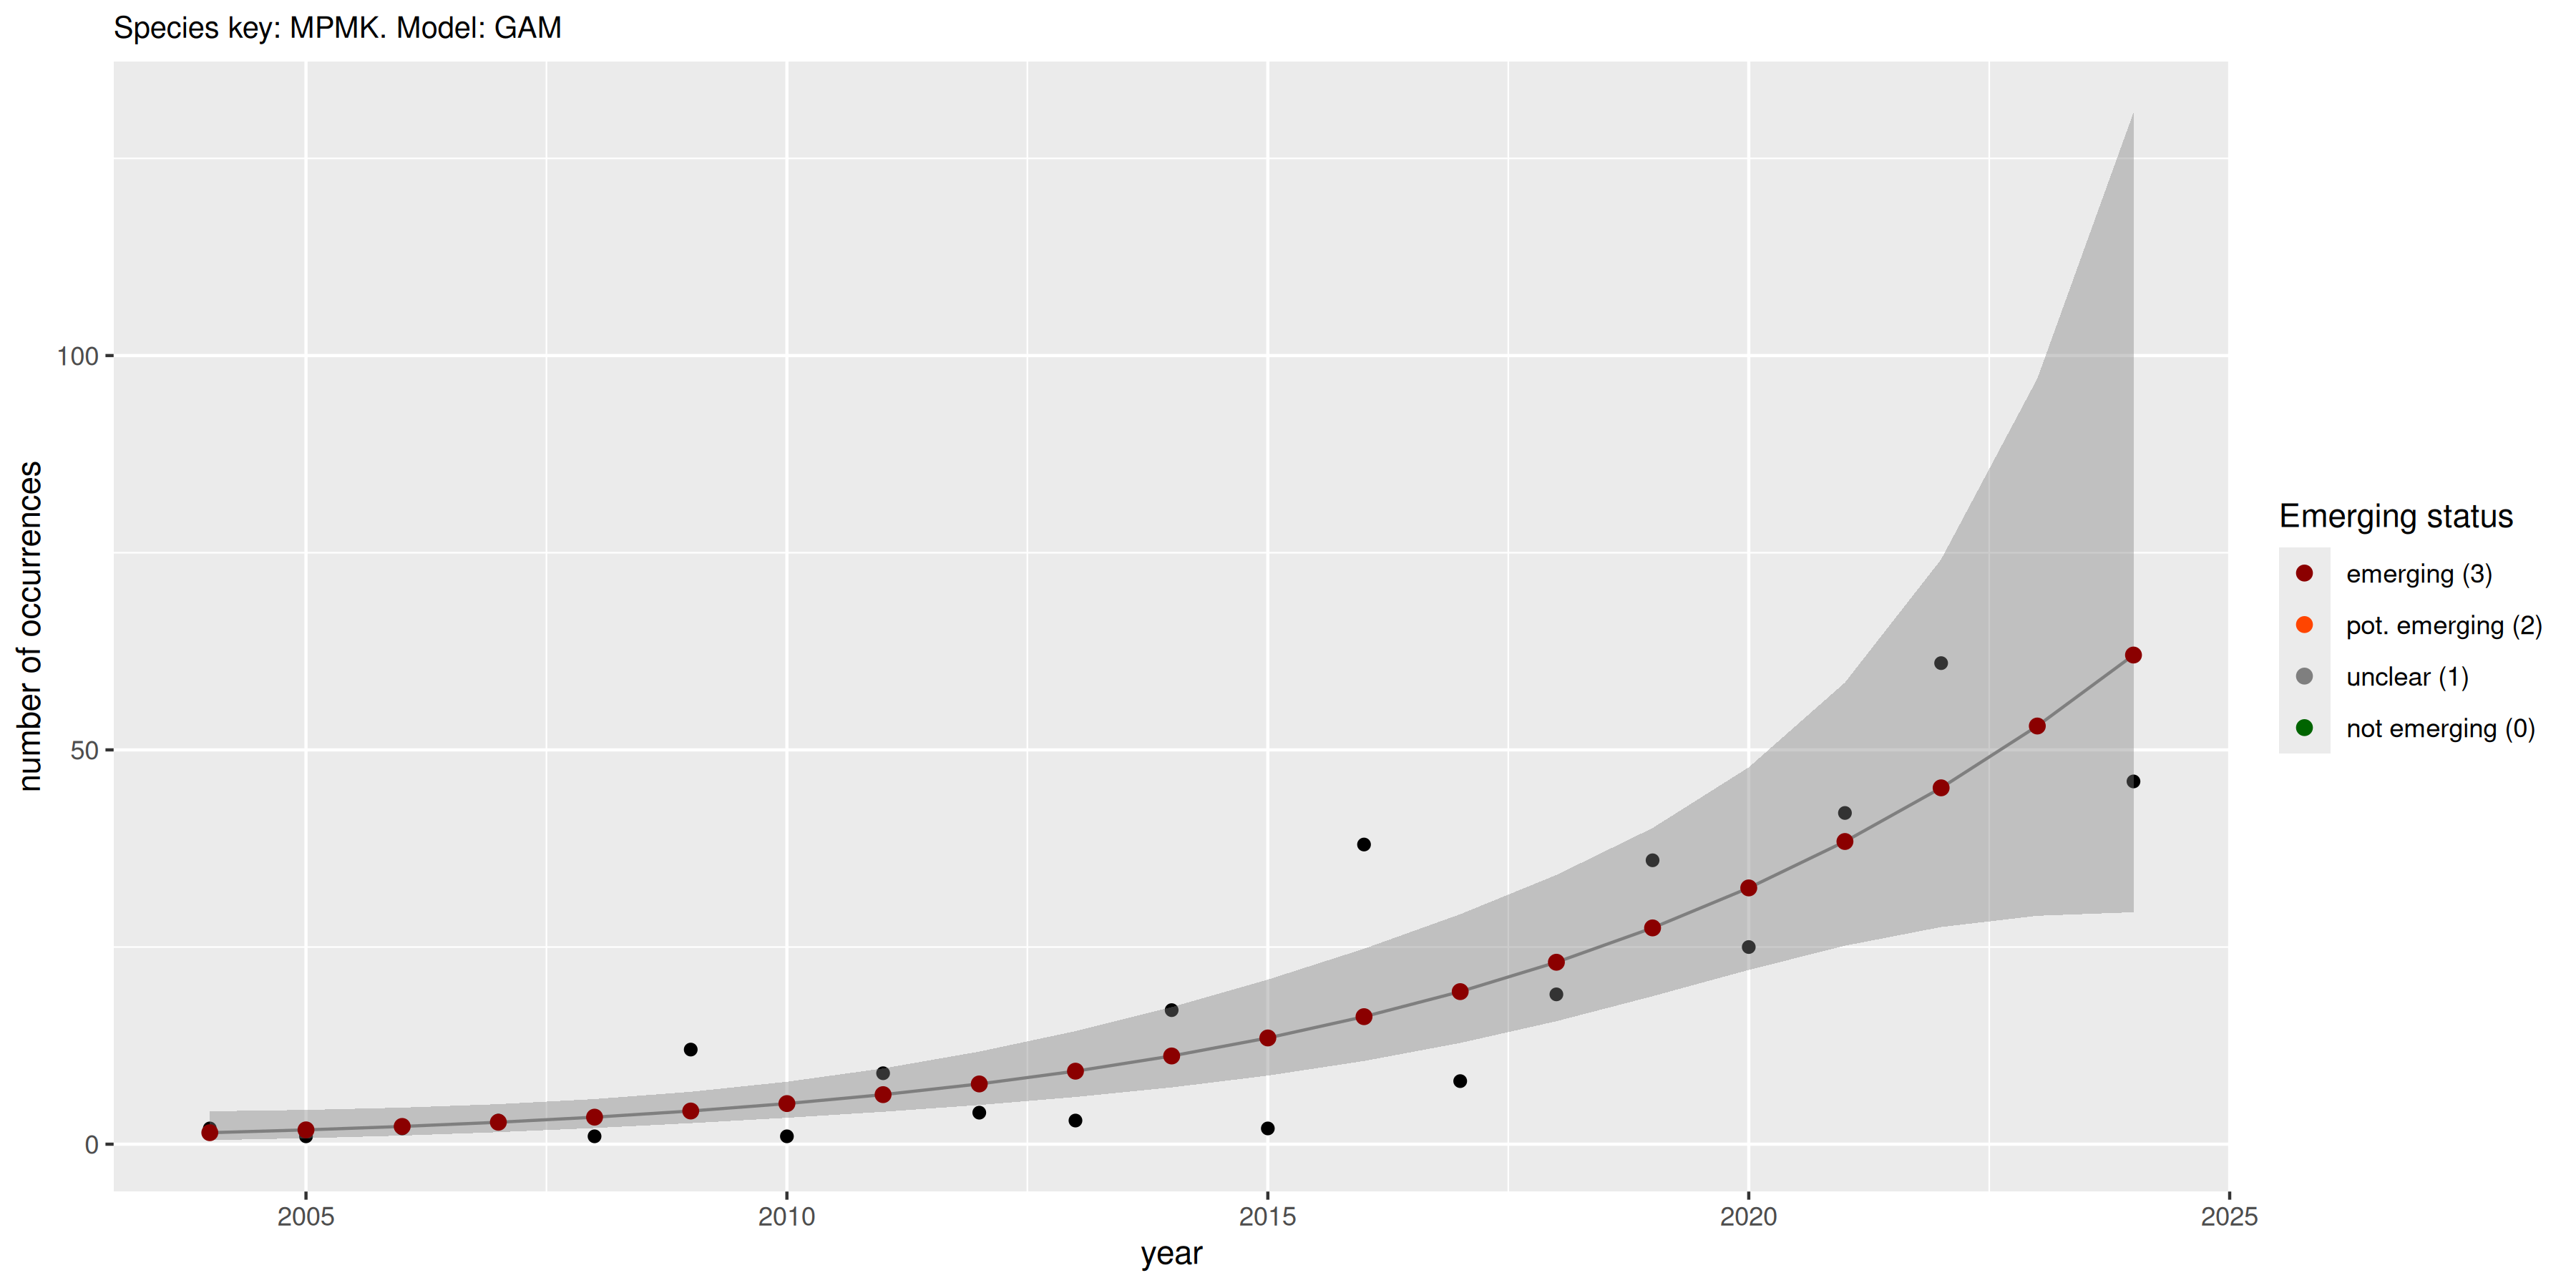 Species key: MPMK. Model: GAM
number of occurrences
100
50
0
2005
2010
2015
2020
2025
year
Emerging status
emerging (3)
pot. emerging (2)
unclear (1)
not emerging (0)